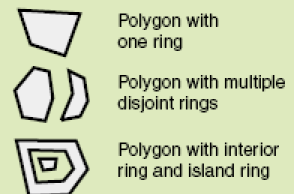 Polygon with
one ring
Polygon with multiple
disjoint rings
Polygon with interior
ring and island ring